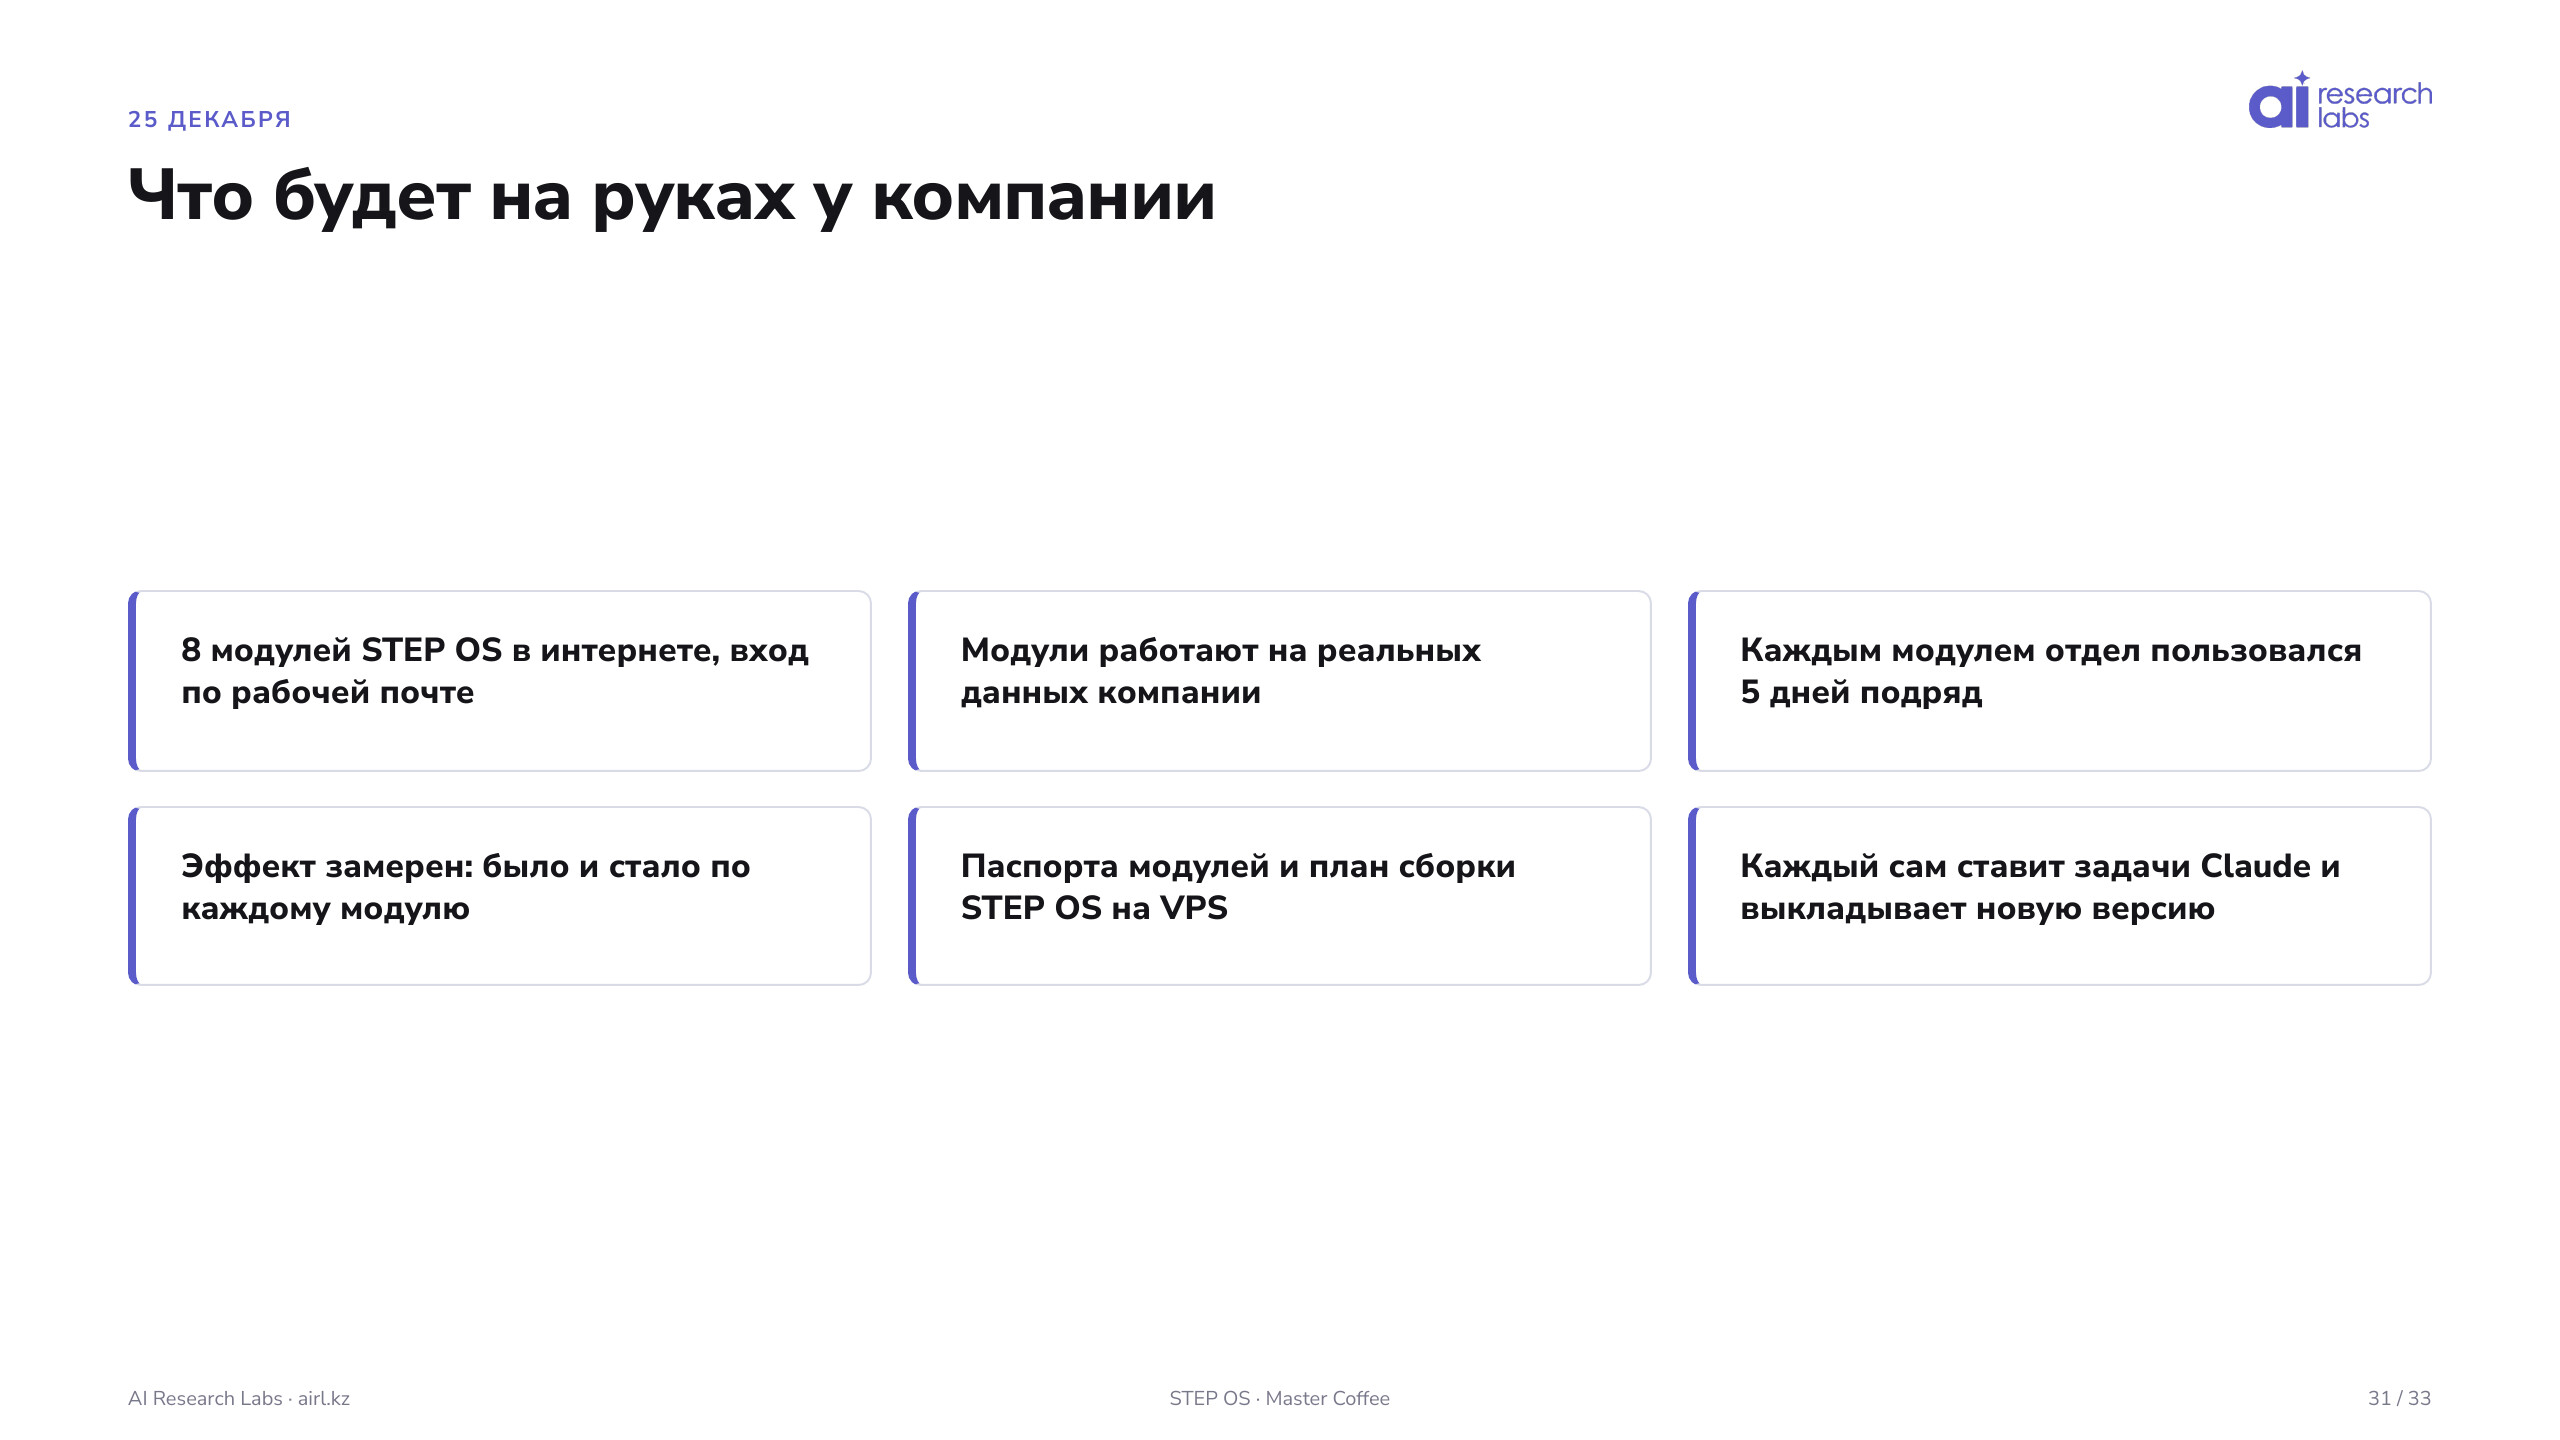 25 ДЕКАБРЯ
ai research labs
Что будет на руках у компании
8 модулей STEP OS в интернете, вход
по рабочей почте
Модули работают на реальных
данных компании
Каждым модулем отдел пользовался
5 дней подряд
Эффект замерен: было и стало по
каждому модулю
Паспорта модулей и план сборки
STEP OS на VPS
Каждый сам ставит задачи Claude и
выкладывает новую версию
AI Research Labs · airl.kz
STEP OS · Master Coffee
31 / 33